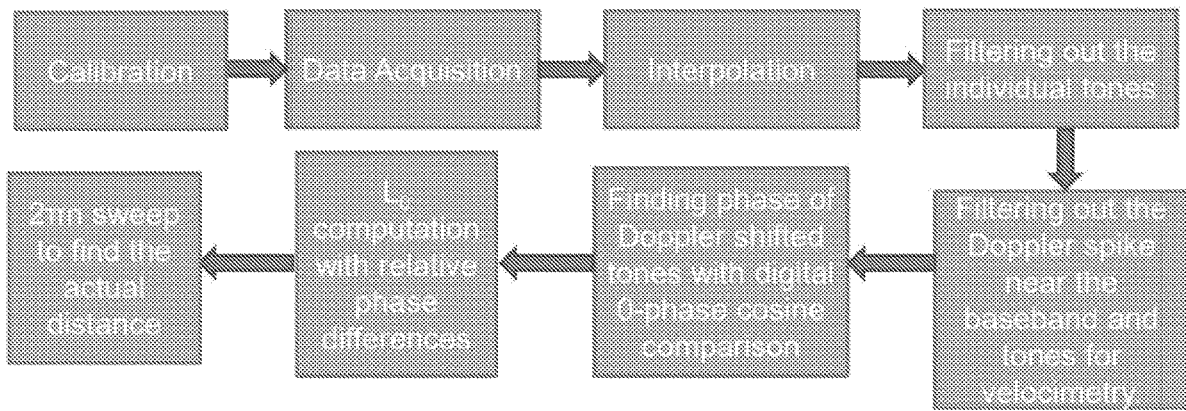 Calibration
Data Acquisition
Interpolation
Filtering out the
individual tones
Filtering out the
Doppler spike
near the
baseband and
tones for
velocimetry
Finding phase of
Doppler shifted
tones with digital
0-phase cosine
comparison
L₀
computation
with relative
phase
differences
2πn sweep
to find the
actual
distance